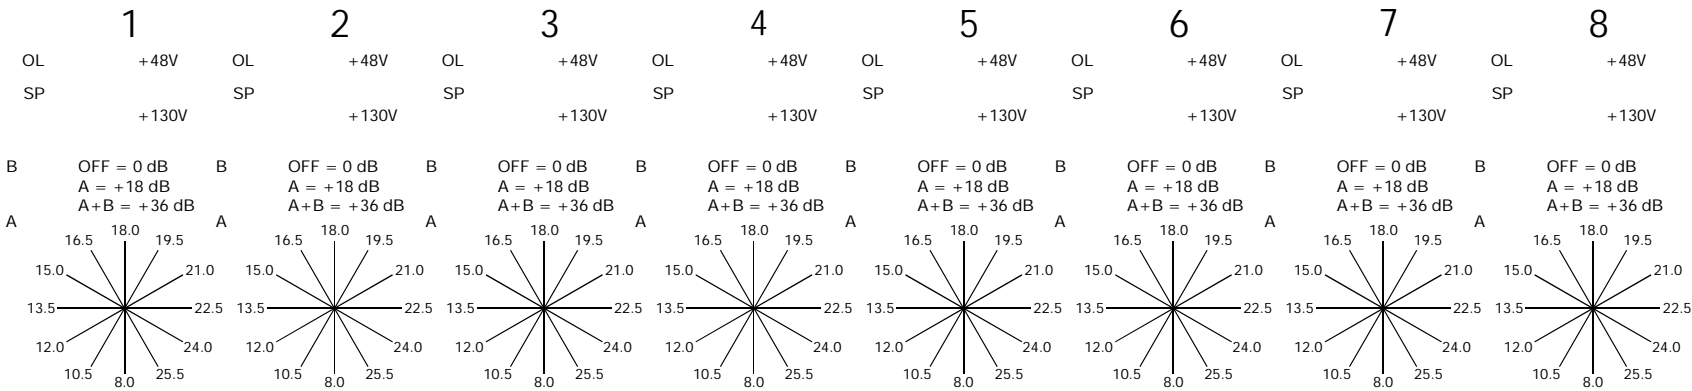 1 2 3 4 5 6 7 8
OL +48V OL +48V OL +48V OL +48V OL +48V OL +48V OL +48V OL +48V
SP SP SP SP SP SP SP SP
+130V +130V +130V +130V +130V +130V +130V +130V
B OFF = 0 dB B OFF = 0 dB B OFF = 0 dB B OFF = 0 dB B OFF = 0 dB B OFF = 0 dB B OFF = 0 dB B OFF = 0 dB
A = +18 dB A = +18 dB A = +18 dB A = +18 dB A = +18 dB A = +18 dB A = +18 dB A = +18 dB
A+B = +36 dB A+B = +36 dB A+B = +36 dB A+B = +36 dB A+B = +36 dB A+B = +36 dB A+B = +36 dB A+B = +36 dB
A A A A A A A A
18.0 18.0 18.0 18.0 18.0 18.0 18.0 18.0
16.5 19.5 16.5 19.5 16.5 19.5 16.5 19.5 16.5 19.5 16.5 19.5 16.5 19.5 16.5 19.5
15.0 21.0 15.0 21.0 15.0 21.0 15.0 21.0 15.0 21.0 15.0 21.0 15.0 21.0 15.0 21.0
13.5 22.5 13.5 22.5 13.5 22.5 13.5 22.5 13.5 22.5 13.5 22.5 13.5 22.5 13.5 22.5
12.0 24.0 12.0 24.0 12.0 24.0 12.0 24.0 12.0 24.0 12.0 24.0 12.0 24.0 12.0 24.0
10.5 25.5 10.5 25.5 10.5 25.5 10.5 25.5 10.5 25.5 10.5 25.5 10.5 25.5 10.5 25.5
8.0 8.0 8.0 8.0 8.0 8.0 8.0 8.0